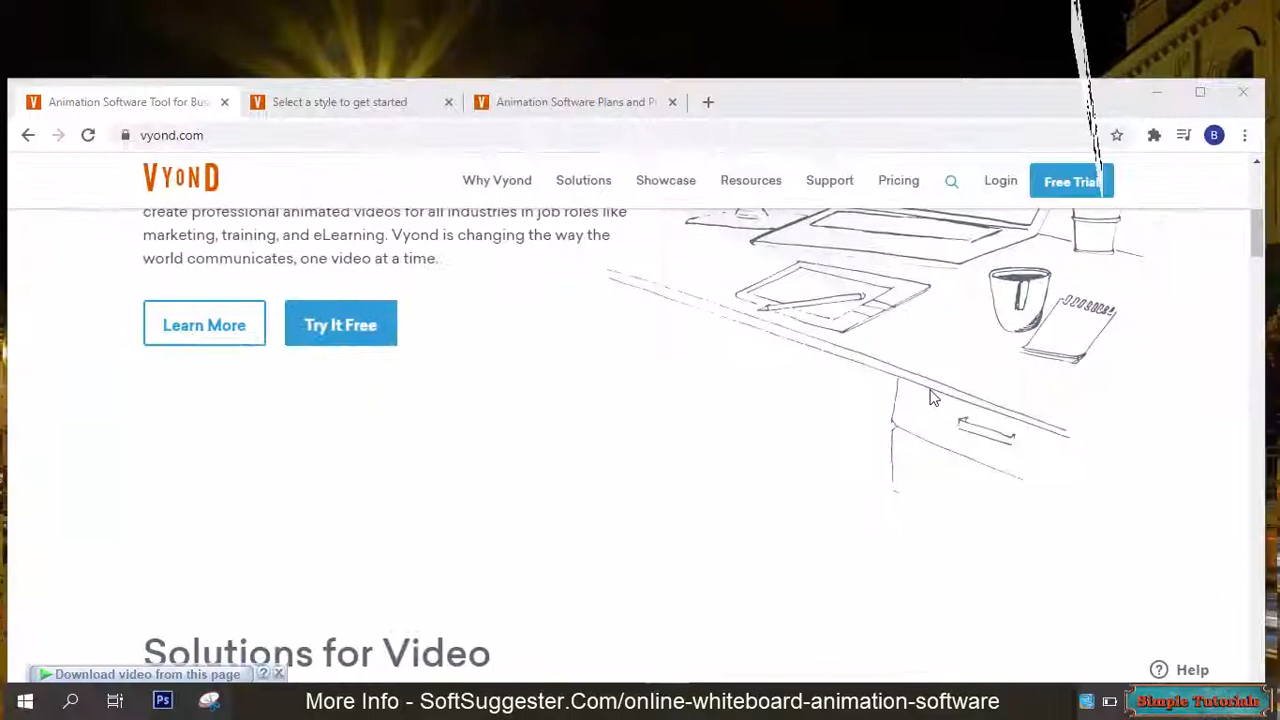 Animation Software Tool for Bus
Select a style to get started
Animation Software Plans and P
vyond.com
B
VYOND
Why Vyond
Solutions
Showcase
Resources
Support
Pricing
Login
Free Trial
create professional animated videos for all industries in job roles like
marketing, training, and eLearning. Vyond is changing the way the
world communicates, one video at a time.
Learn More
Try It Free
Solutions for Video
Download video from this page
?
Help
Ps
More Info - SoftSuggester.Com/online-whiteboard-animation-software
Simple Tutorials